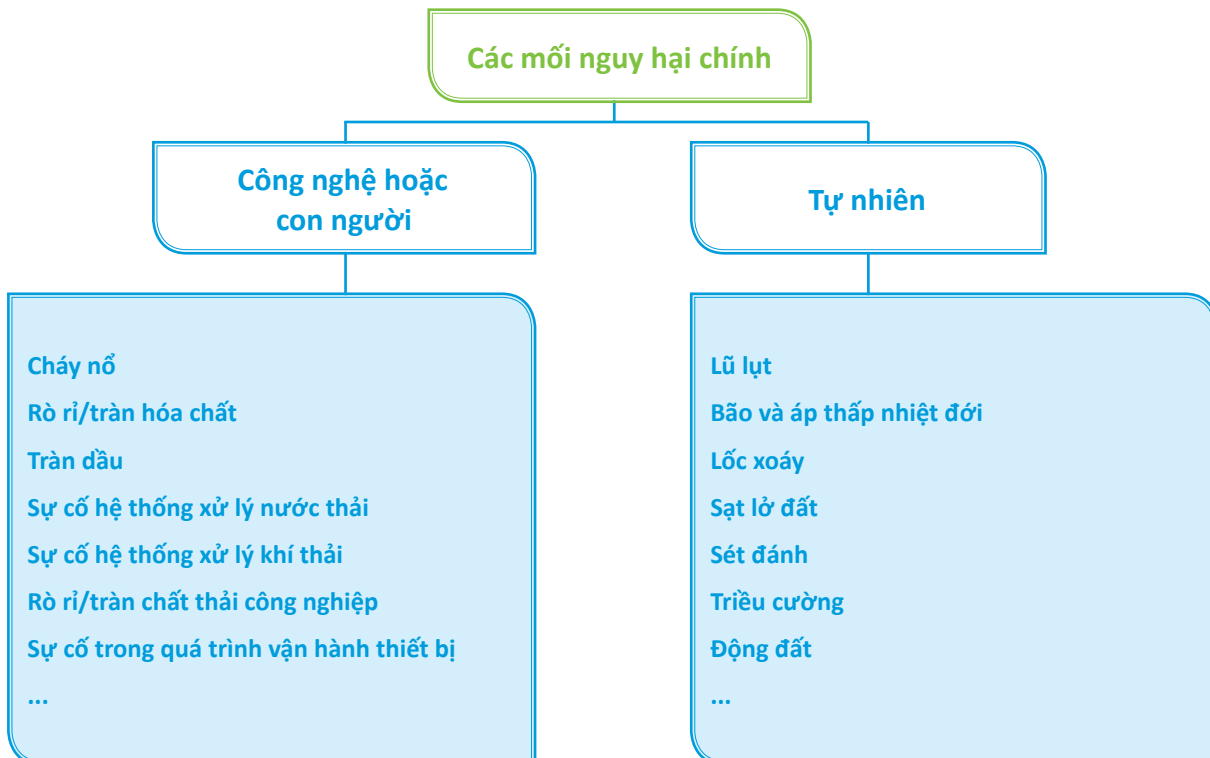 Các mối nguy hại chính
Công nghệ hoặc
con người
Tự nhiên
Cháy nổ
Rò rỉ/tràn hóa chất
Tràn dầu
Sự cố hệ thống xử lý nước thải
Sự cố hệ thống xử lý khí thải
Rò rỉ/tràn chất thải công nghiệp
Sự cố trong quá trình vận hành thiết bị
...
Lũ lụt
Bão và áp thấp nhiệt đới
Lốc xoáy
Sạt lở đất
Sét đánh
Triều cường
Động đất
...